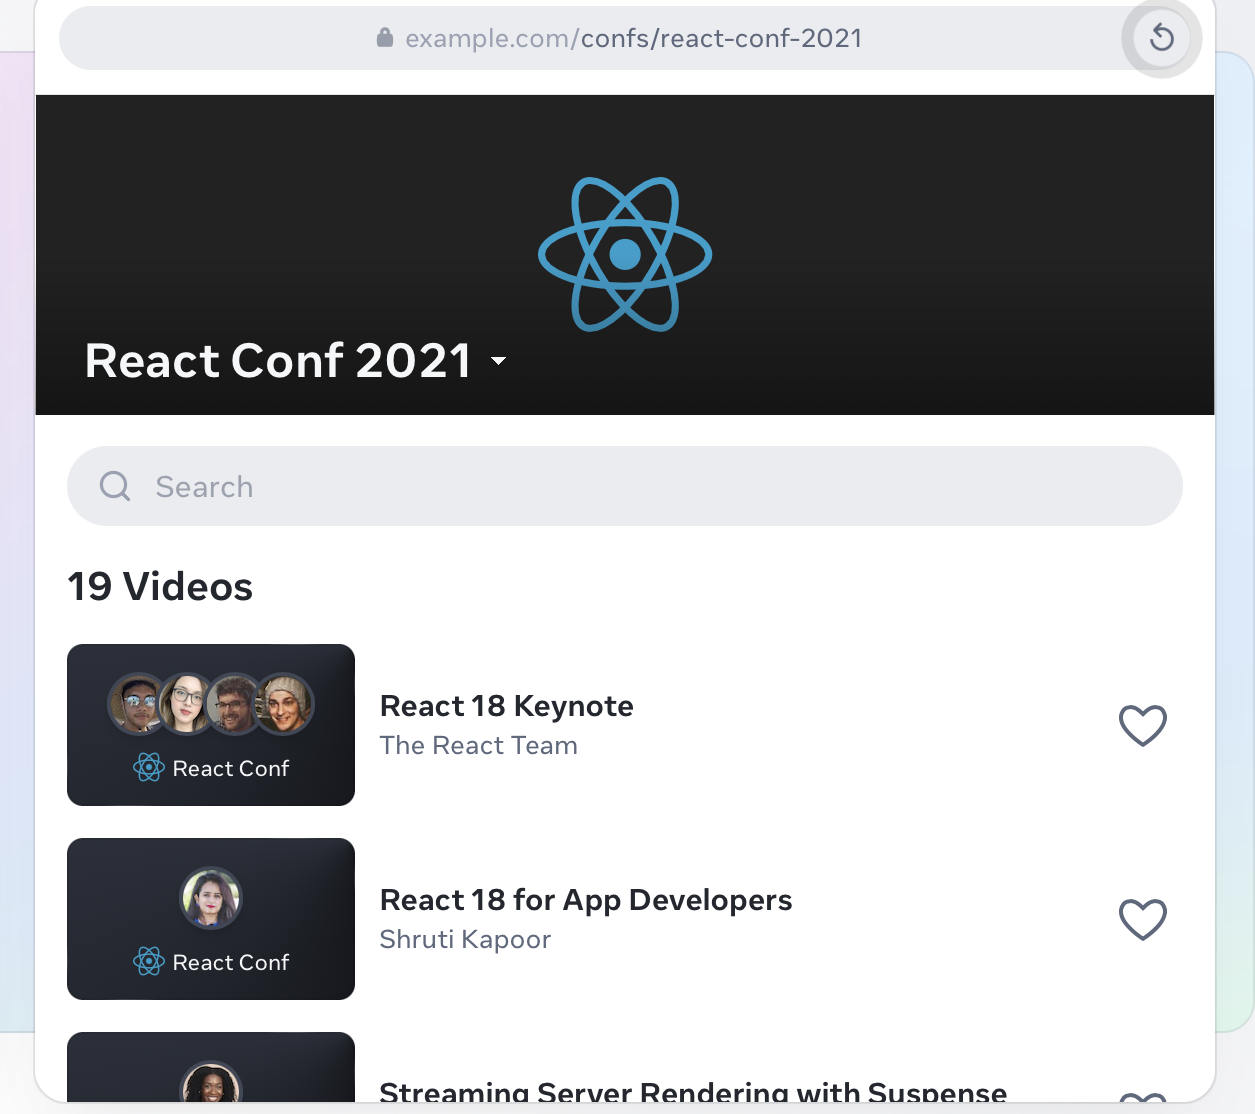 example.com/confs/react-conf-2021
React Conf 2021
Search
19 Videos
React 18 Keynote
The React Team
React Conf
React 18 for App Developers
Shruti Kapoor
React Conf
Streaming Server Rendering with Suspense